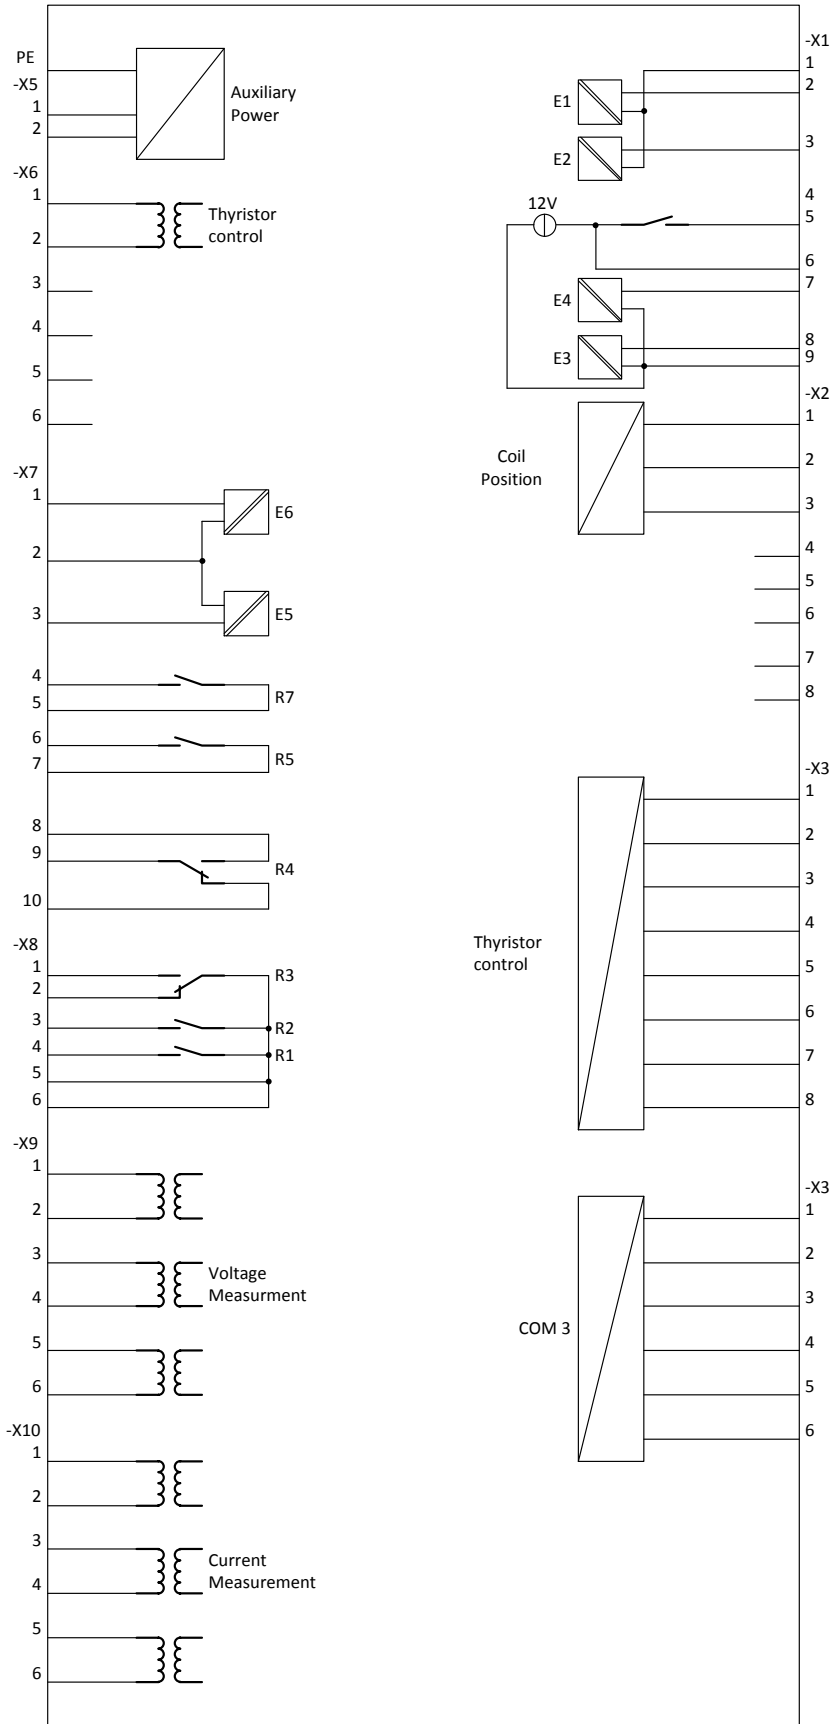 PE
-X5
1
2
Auxiliary
Power
-X6
1
2
3
4
5
6
Thyristor
control
-X7
1
2
3
4
5
6
7
8
9
10
E6
E5
R7
R5
R4
-X8
1
2
3
4
5
6
R3
R2
R1
-X9
1
2
3
4
5
6
Voltage
Measurment
-X10
1
2
3
4
5
6
Current
Measurement
-X1
1
2
3
4
5
6
7
8
9
E1
E2
12V
E4
E3
-X2
1
2
3
4
5
6
7
8
Coil
Position
-X3
1
2
3
4
5
6
7
8
Thyristor
control
-X3
1
2
3
4
5
6
COM 3